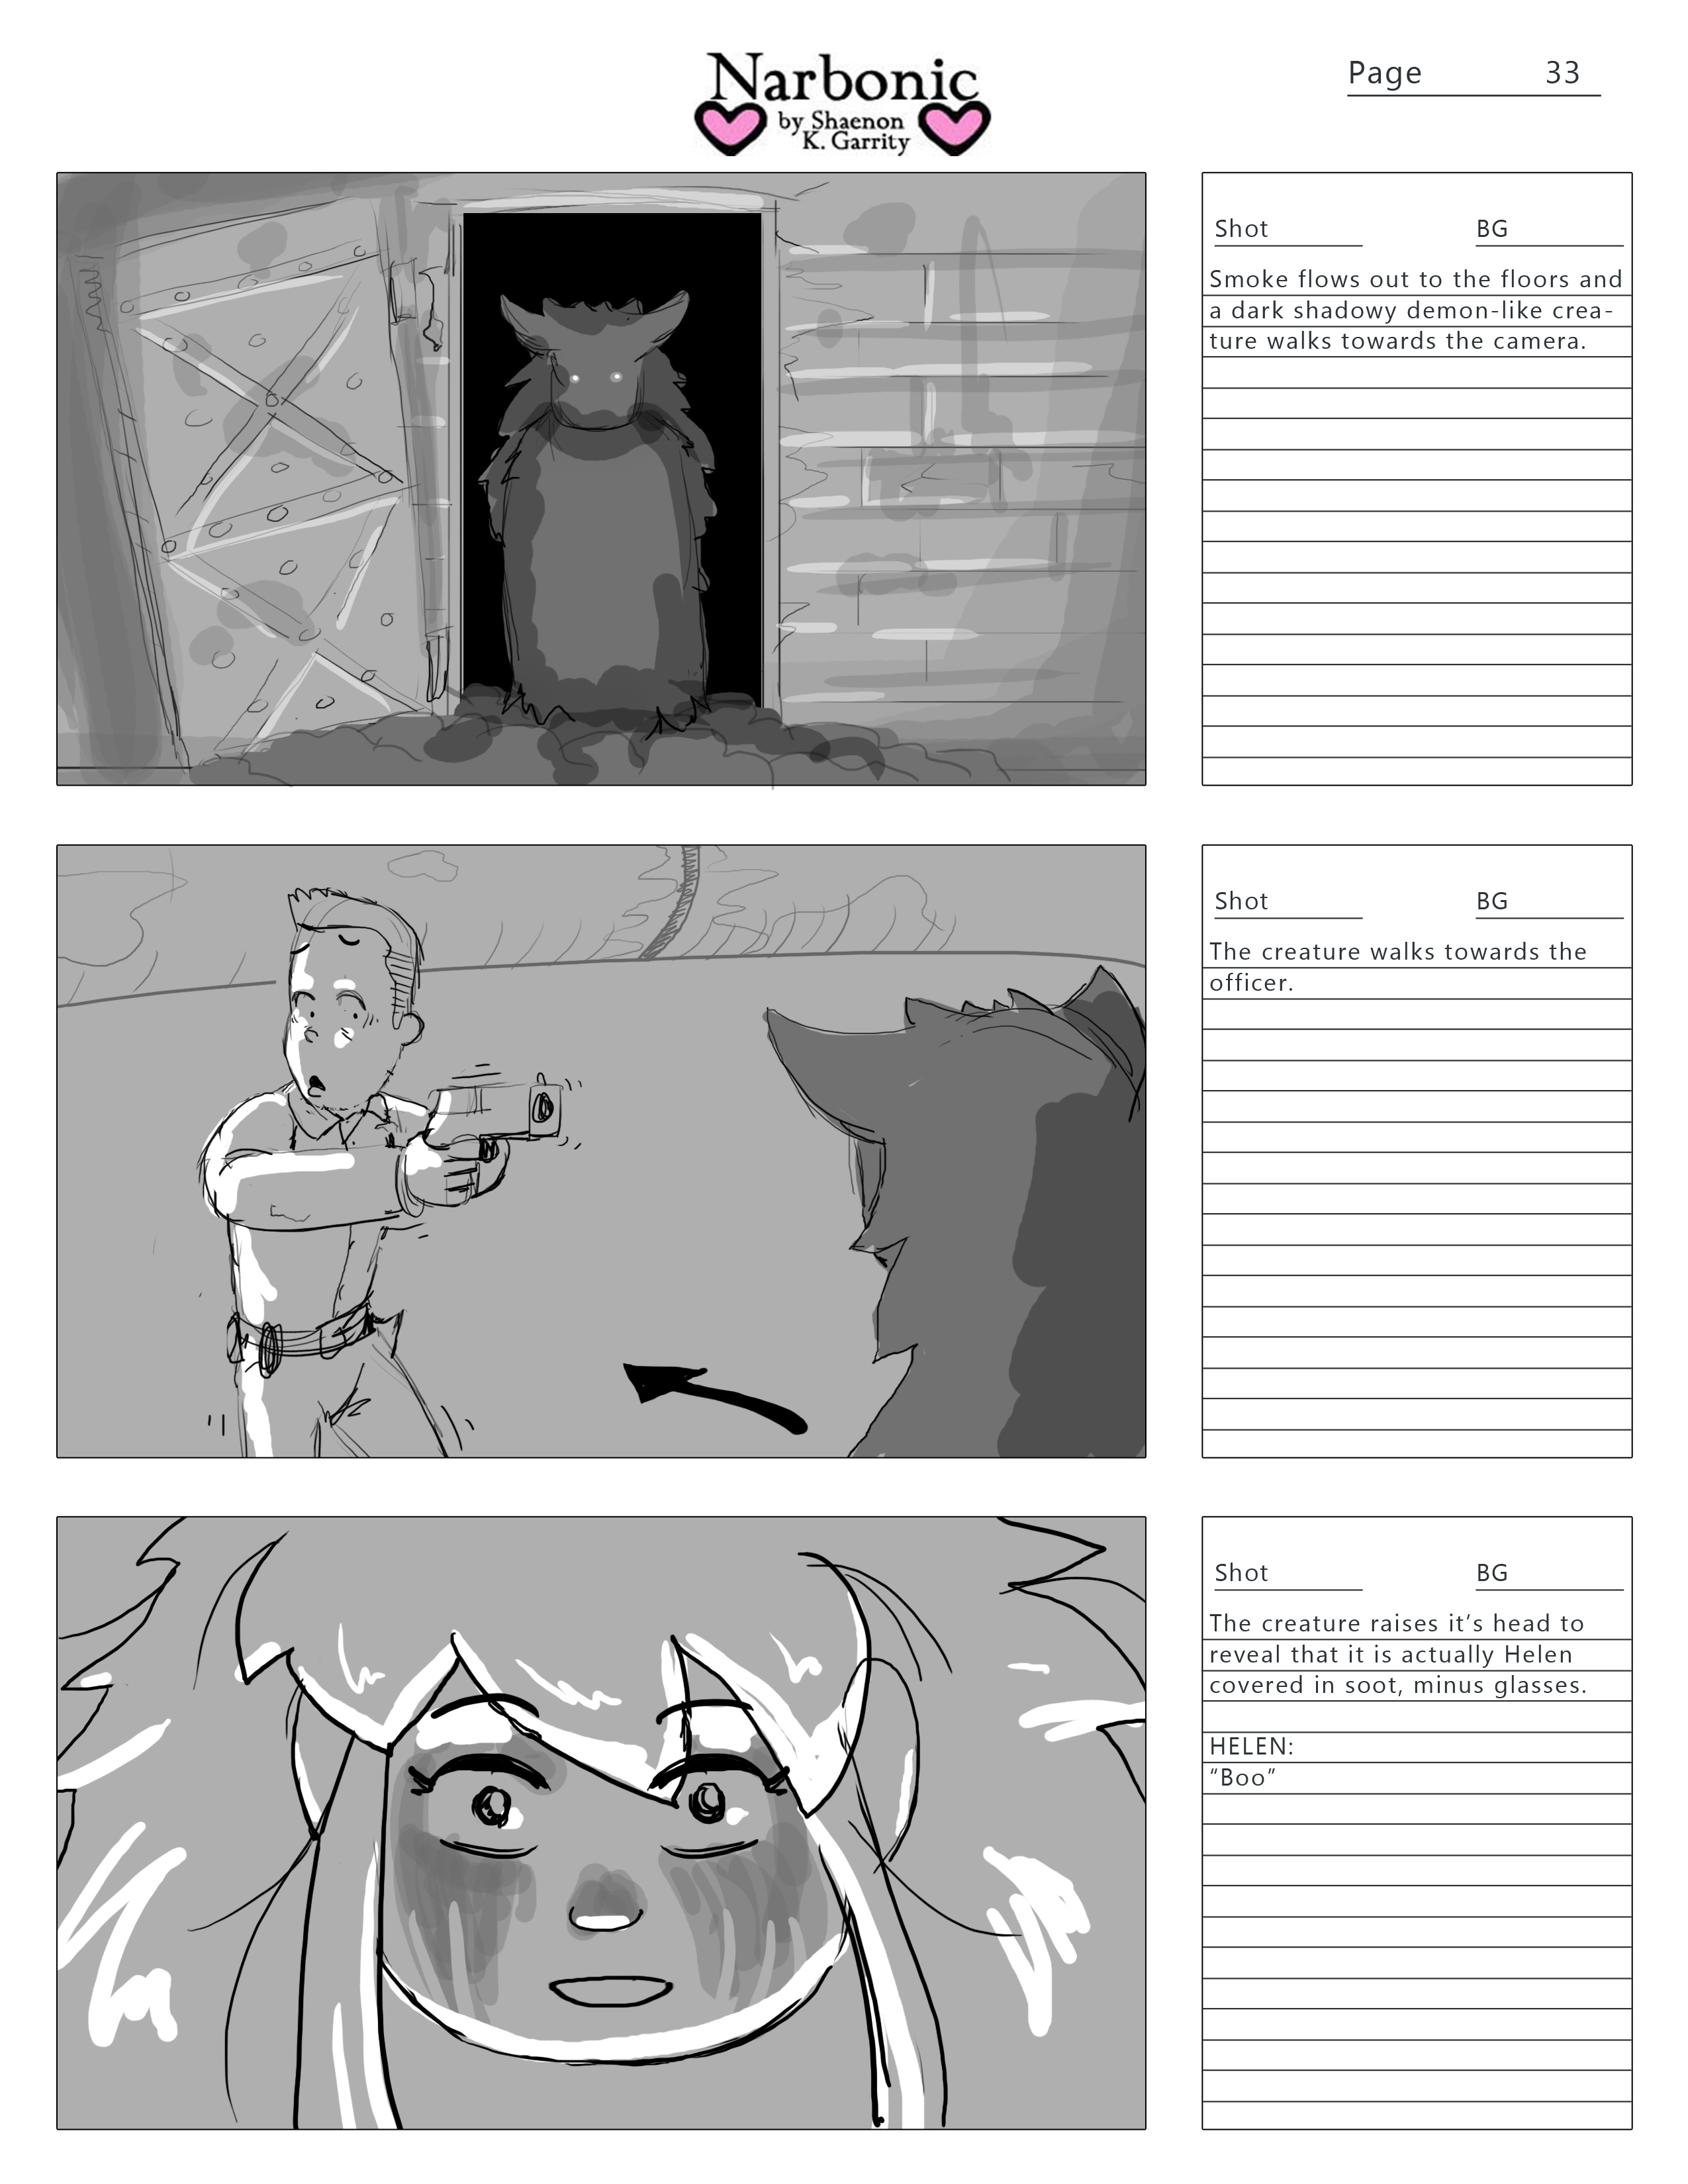 Narbonic
by Shaenon
K. Garrity
Page 33
Shot BG
Smoke flows out to the floors and
a dark shadowy demon-like crea-
ture walks towards the camera.
Shot BG
The creature walks towards the
officer.
Shot BG
The creature raises it’s head to
reveal that it is actually Helen
covered in soot, minus glasses.
HELEN:
“Boo”